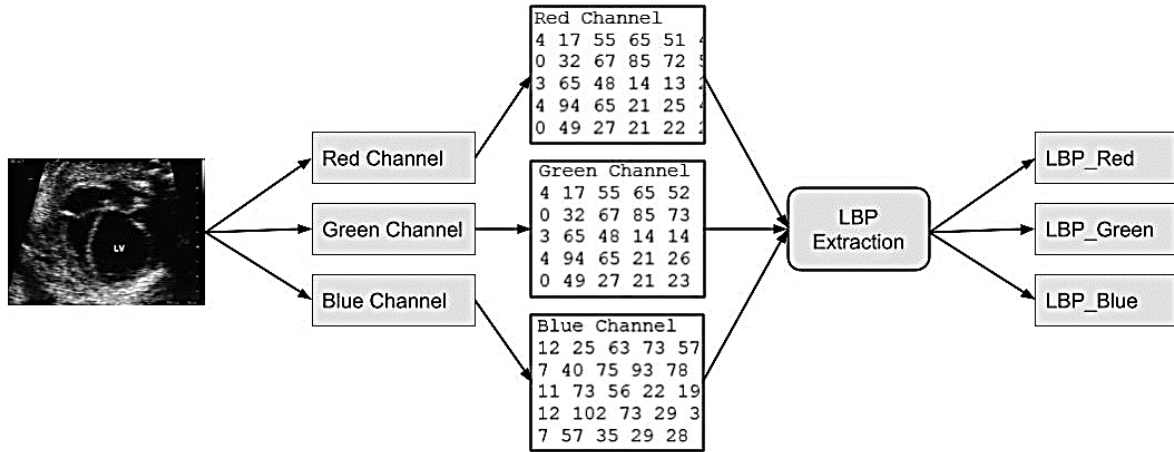 LV
Red Channel
Green Channel
Blue Channel
Red Channel
4 17 55 65 51
0 32 67 85 72
3 65 48 14 13
4 94 65 21 25
0 49 27 21 22
Green Channel
4 17 55 65 52
0 32 67 85 73
3 65 48 14 14
4 94 65 21 26
0 49 27 21 23
Blue Channel
12 25 63 73 57
7 40 75 93 78
11 73 56 22 19
12 102 73 29 3
7 57 35 29 28
LBP
Extraction
LBP_Red
LBP_Green
LBP_Blue